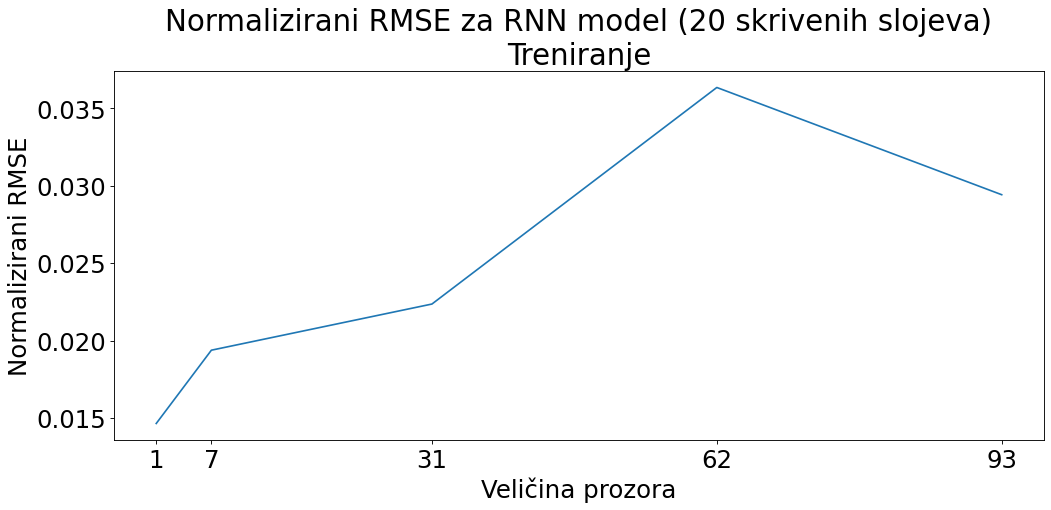 Normalizirani RMSE za RNN model (20 skrivenih slojeva)
Treniranje
Normalizirani RMSE
0.035
0.030
0.025
0.020
0.015
1 7 31 62 93
Veličina prozora